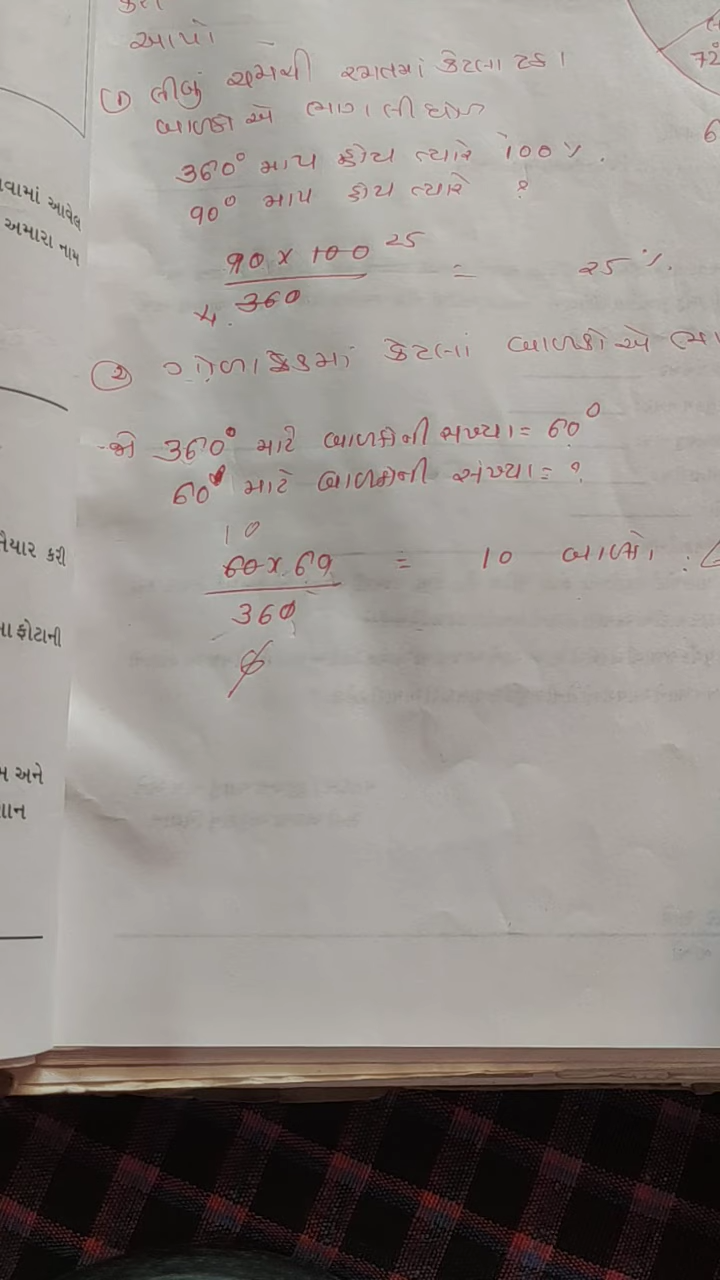 આપો
① લીંબુ ચમચી રમતમાં કેટલા ટકા
બાળકો એ ભાગ લીધો
360° માપ હોય ત્યારે 100%.
90° માપ હોય ત્યારે ?
90 x 100 25
= 25 %.
4. 360
② ગોળા ફેંકમાં કેટલાં બાળકો એ
જો 360° માટે બાળકોની સંખ્યા = 60°
60° માટે બાળકોની સંખ્યા = ?
10
60 x 60 = 10 બાળકો.
360
6
72°
6
વામાં આવેલ
અમારા નામ
તૈયાર કરી
ના ફોટાની
અને